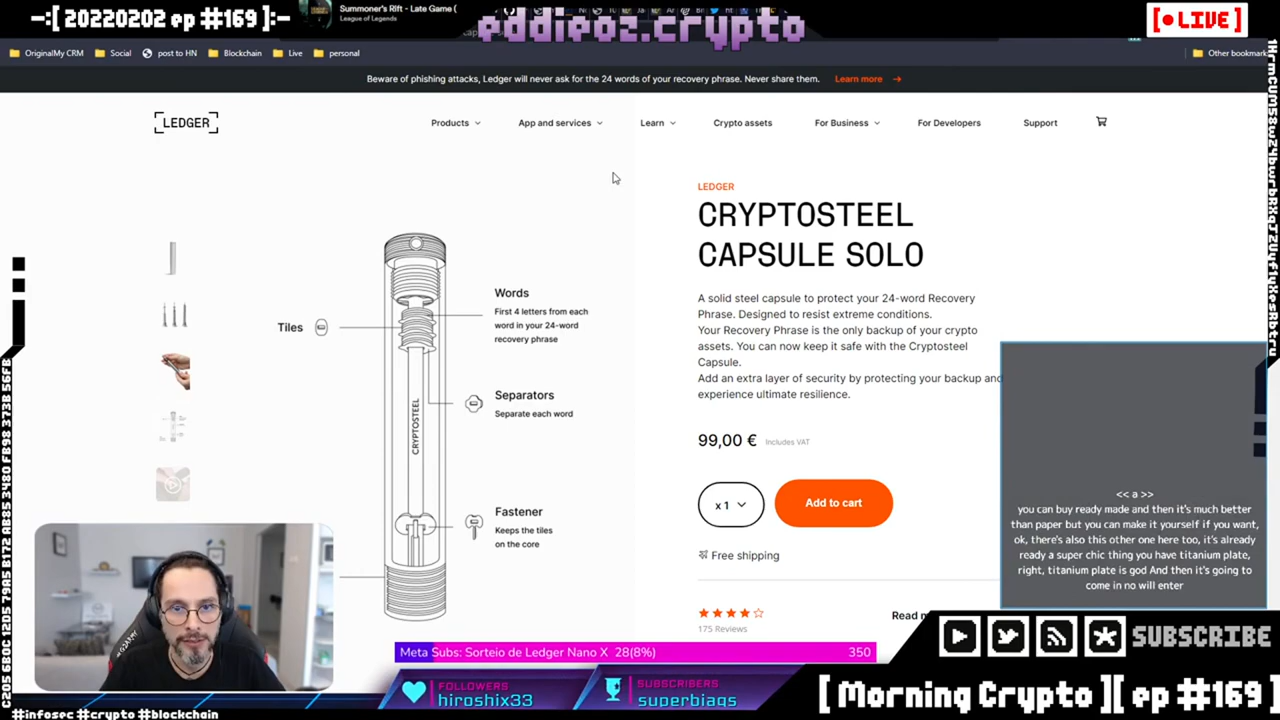 -:[ 20220202 ep #169 ]:-
Summoner's Rift - Late Game (
League of Legends
eddieoz.crypto
[ LIVE ]
OriginalMy CRM
Social
post to HN
Blockchain
Live
personal
Other bookmark
Beware of phishing attacks, Ledger will never ask for the 24 words of your recovery phrase. Never share them.
Learn more →
LEDGER
Products
App and services
Learn
Crypto assets
For Business
For Developers
Support
LEDGER
CRYPTOSTEEL
CAPSULE SOLO
A solid steel capsule to protect your 24-word Recovery
Phrase. Designed to resist extreme conditions.
Your Recovery Phrase is the only backup of your crypto
assets. You can now keep it safe with the Cryptosteel
Capsule.
Add an extra layer of security by protecting your backup and
experience ultimate resilience.
99,00 € Includes VAT
x 1
Add to cart
Free shipping
175 Reviews
Read m
Tiles
Words
First 4 letters from each
word in your 24-word
recovery phrase
Separators
Separate each word
CRYPTOSTEEL
Fastener
Keeps the tiles
on the core
<< a >>
you can buy ready made and then it's much better
than paper but you can make it yourself if you want,
ok, there's also this other one here too, it's already
ready a super chic thing you have titanium plate,
right, titanium plate is god And then it's going to
come in no will enter
Meta Subs: Sorteio de Ledger Nano X 28(8%)
350
FOLLOWERS
hiroshix33
SUBSCRIBERS
superbiaqs
SUBSCRIBE
[ Morning Crypto ][ ep #169 ]
#infosec #crypto #blockchain